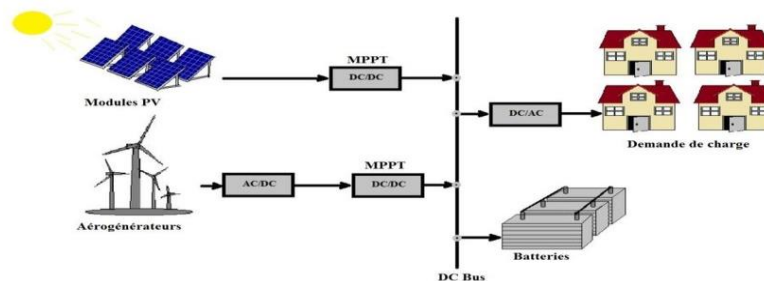 MPPT
DC/DC
Modules PV
DC/AC
Demande de charge
MPPT
AC/DC
DC/DC
Aérogénérateurs
Batteries
DC Bus